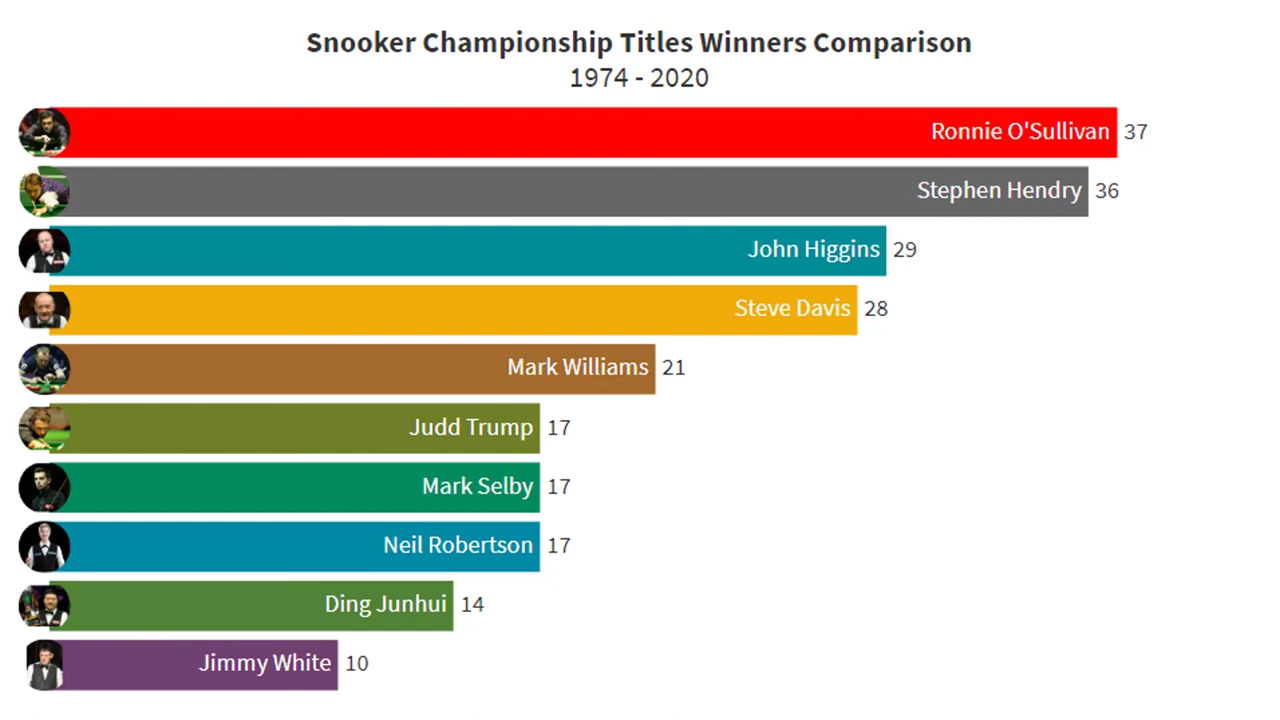 Snooker Championship Titles Winners Comparison
1974 - 2020
Ronnie O'Sullivan 37
Stephen Hendry 36
John Higgins 29
Steve Davis 28
Mark Williams 21
Judd Trump 17
Mark Selby 17
Neil Robertson 17
Ding Junhui 14
Jimmy White 10